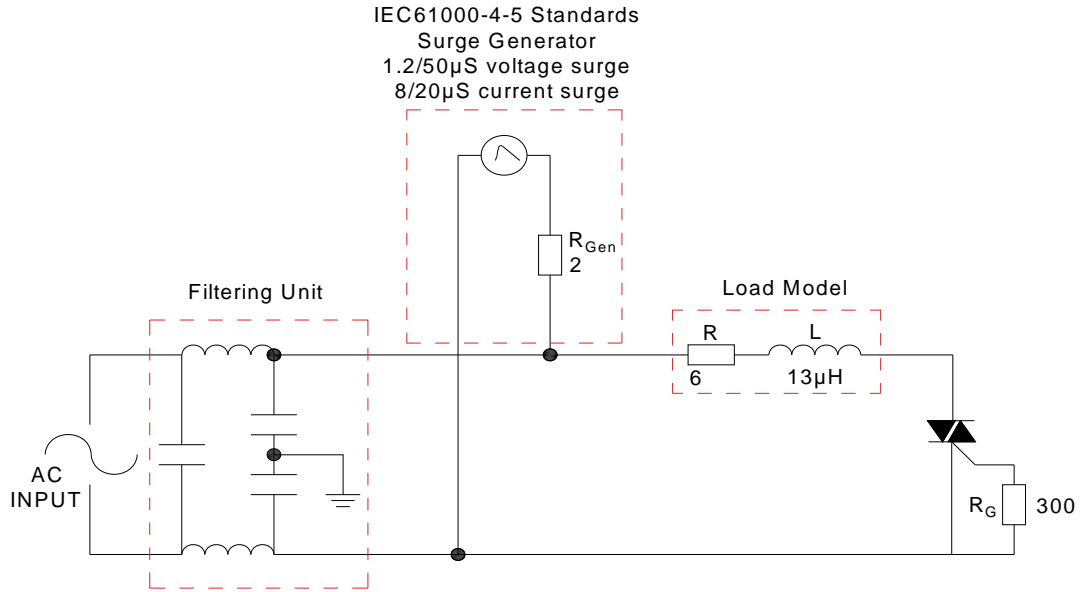 IEC61000-4-5 Standards
Surge Generator
1.2/50µS voltage surge
8/20µS current surge
RGen
2
Filtering Unit
Load Model
R
L
6
13µH
AC
INPUT
RG
300